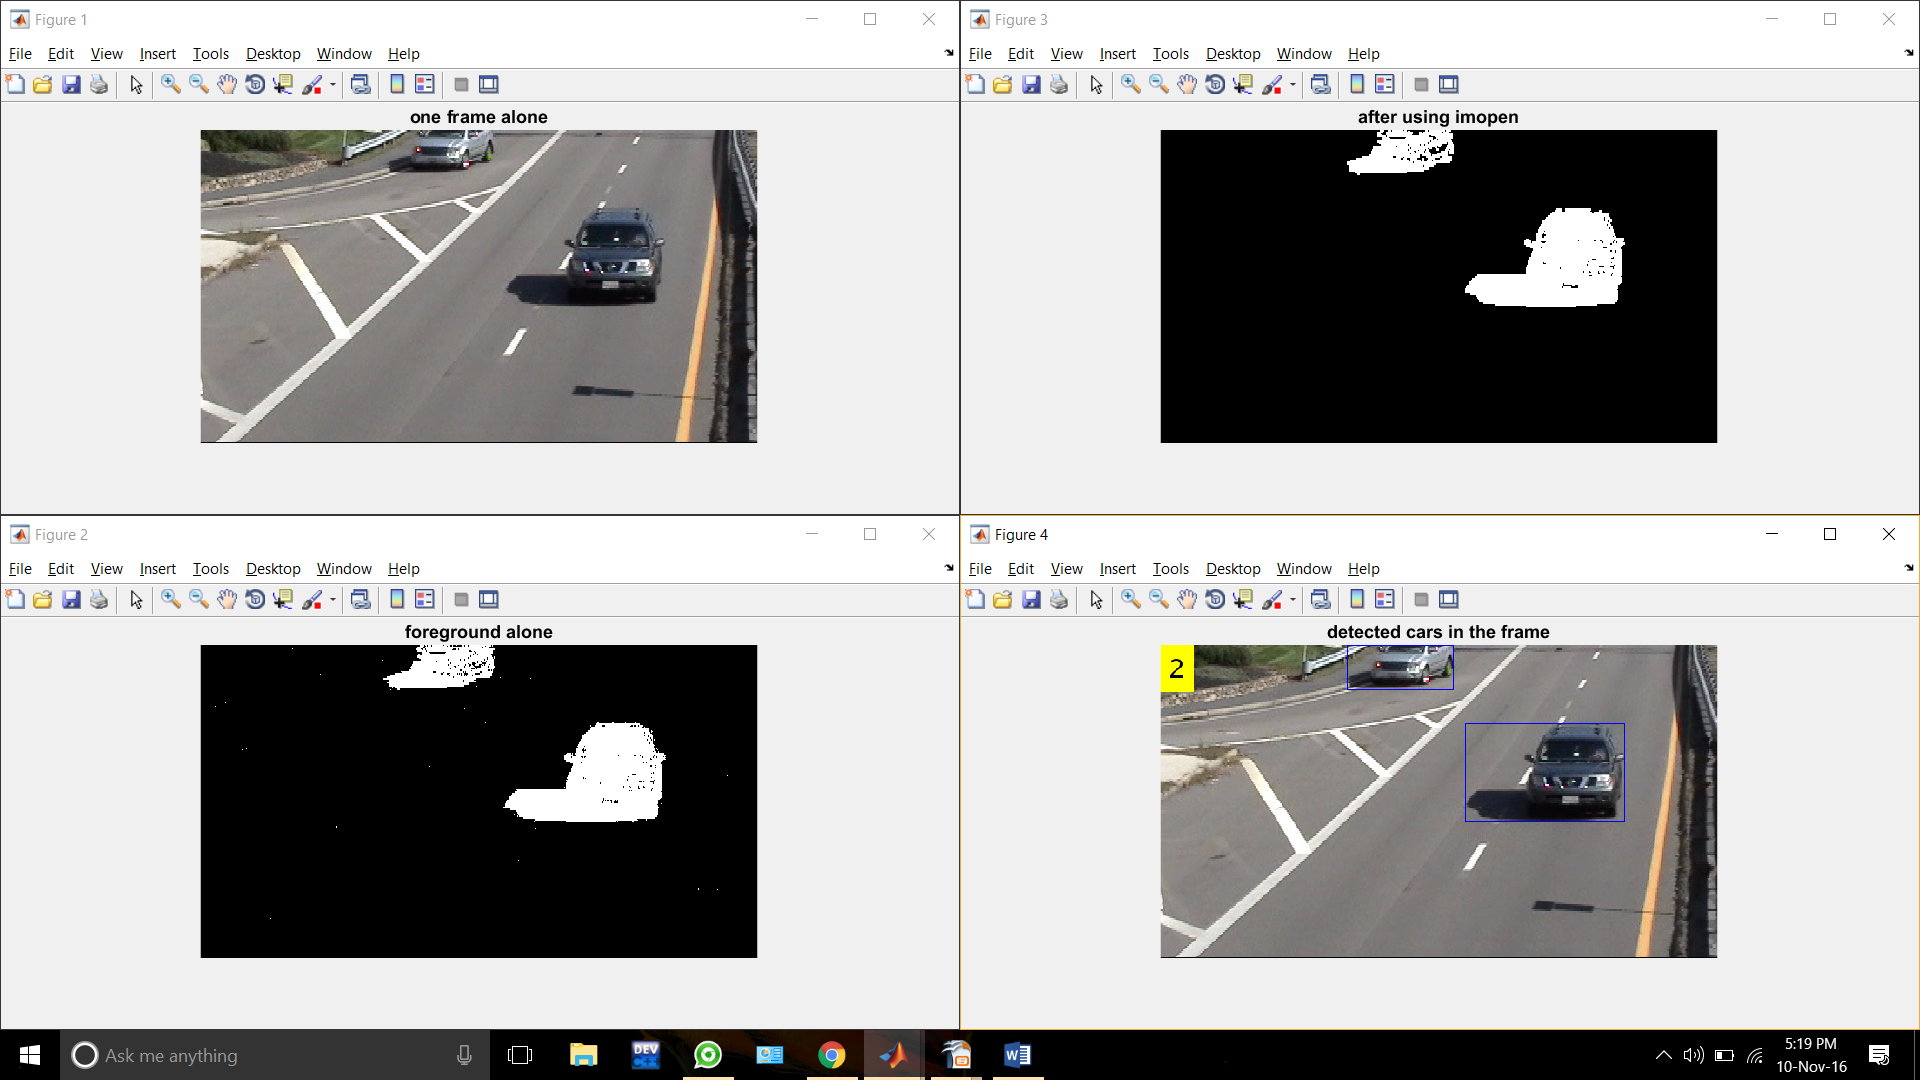 Figure 1
File Edit View Insert Tools Desktop Window Help
one frame alone
Figure 3
File Edit View Insert Tools Desktop Window Help
after using imopen
Figure 2
File Edit View Insert Tools Desktop Window Help
foreground alone
Figure 4
File Edit View Insert Tools Desktop Window Help
detected cars in the frame
2
Ask me anything
DEV
C++
5:19 PM
10-Nov-16